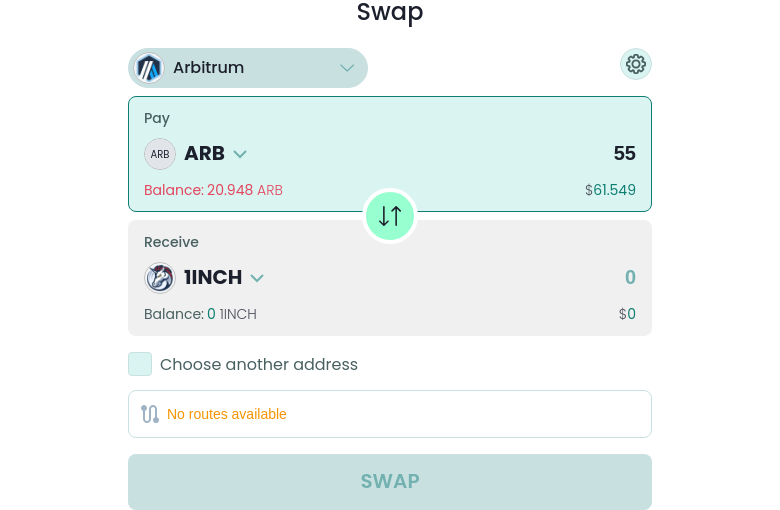 Swap
Arbitrum
Pay
ARB ARB 55
Balance: 20.948 ARB $61.549
Receive
1INCH 0
Balance: 0 1INCH $0
Choose another address
No routes available
SWAP